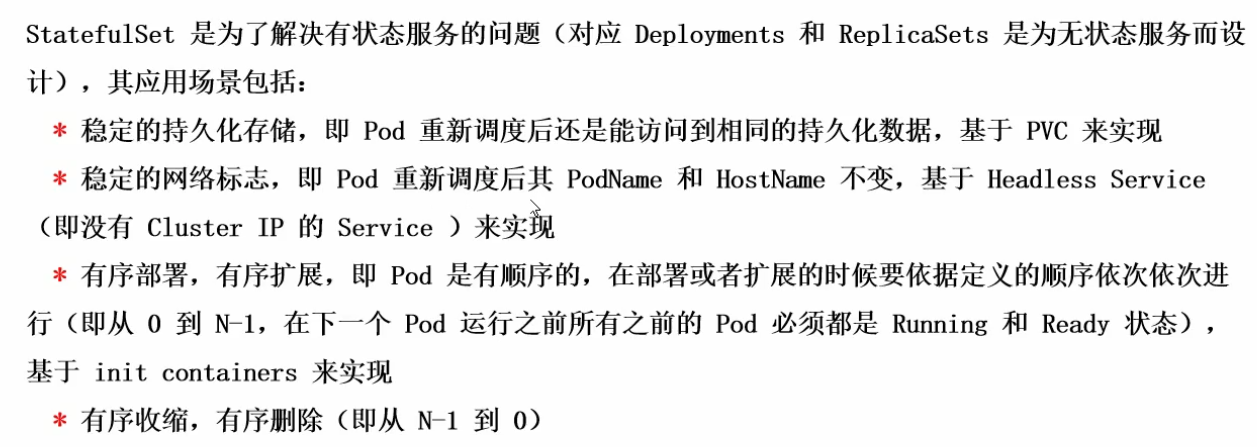 StatefulSet 是为了解决有状态服务的问题（对应 Deployments 和 ReplicaSets 是为无状态服务而设
计），其应用场景包括：
* 稳定的持久化存储，即 Pod 重新调度后还是能访问到相同的持久化数据，基于 PVC 来实现
* 稳定的网络标志，即 Pod 重新调度后其 PodName 和 HostName 不变，基于 Headless Service
（即没有 Cluster IP 的 Service ）来实现
* 有序部署，有序扩展，即 Pod 是有顺序的，在部署或者扩展的时候要依据定义的顺序依次依次进
行（即从 0 到 N-1，在下一个 Pod 运行之前所有之前的 Pod 必须都是 Running 和 Ready 状态），
基于 init containers 来实现
* 有序收缩，有序删除（即从 N-1 到 0）